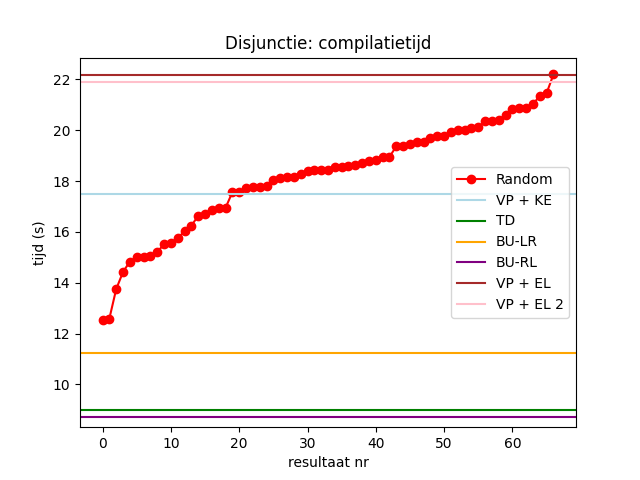 Disjunctie: compilatietijd
tijd (s)
22
20
18
16
14
12
10
Random
VP + KE
TD
BU-LR
BU-RL
VP + EL
VP + EL 2
0 10 20 30 40 50 60
resultaat nr